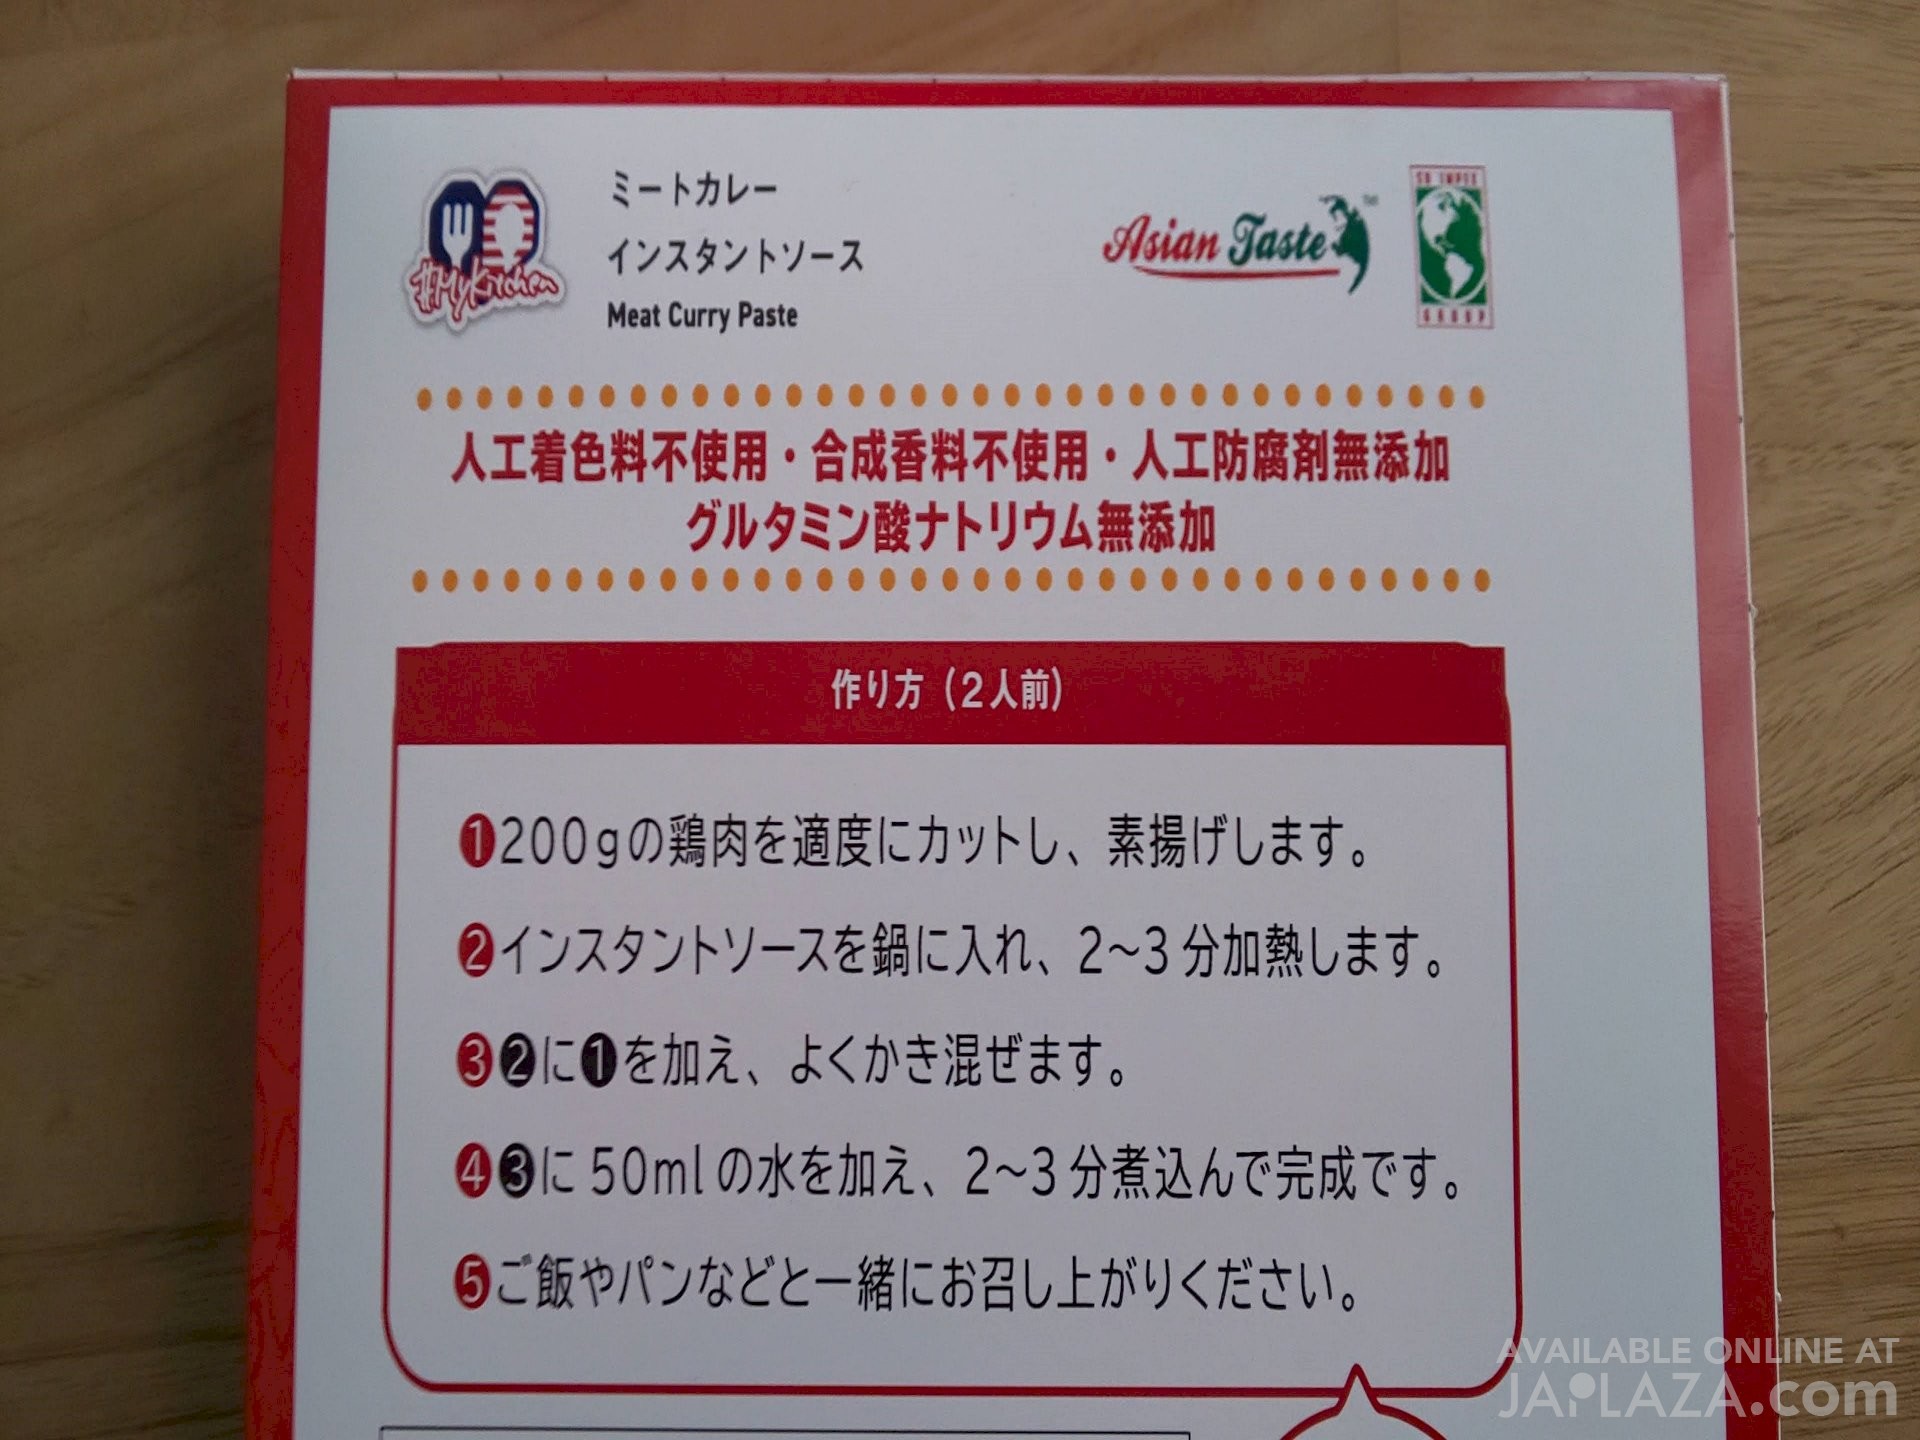 ミートカレー
インスタントソース
Meat Curry Paste
#MyKitchen
Asian Taste TM
SB IMPEX
GROUP
人工着色料不使用・合成香料不使用・人工防腐剤無添加
グルタミン酸ナトリウム無添加
作り方（2人前）
❶200gの鶏肉を適度にカットし、素揚げします。
❷インスタントソースを鍋に入れ、2〜3分加熱します。
❸❷に❶を加え、よくかき混ぜます。
❹❸に50mlの水を加え、2〜3分煮込んで完成です。
❺ご飯やパンなどと一緒にお召し上がりください。
AVAILABLE ONLINE AT
JAPLAZA.com